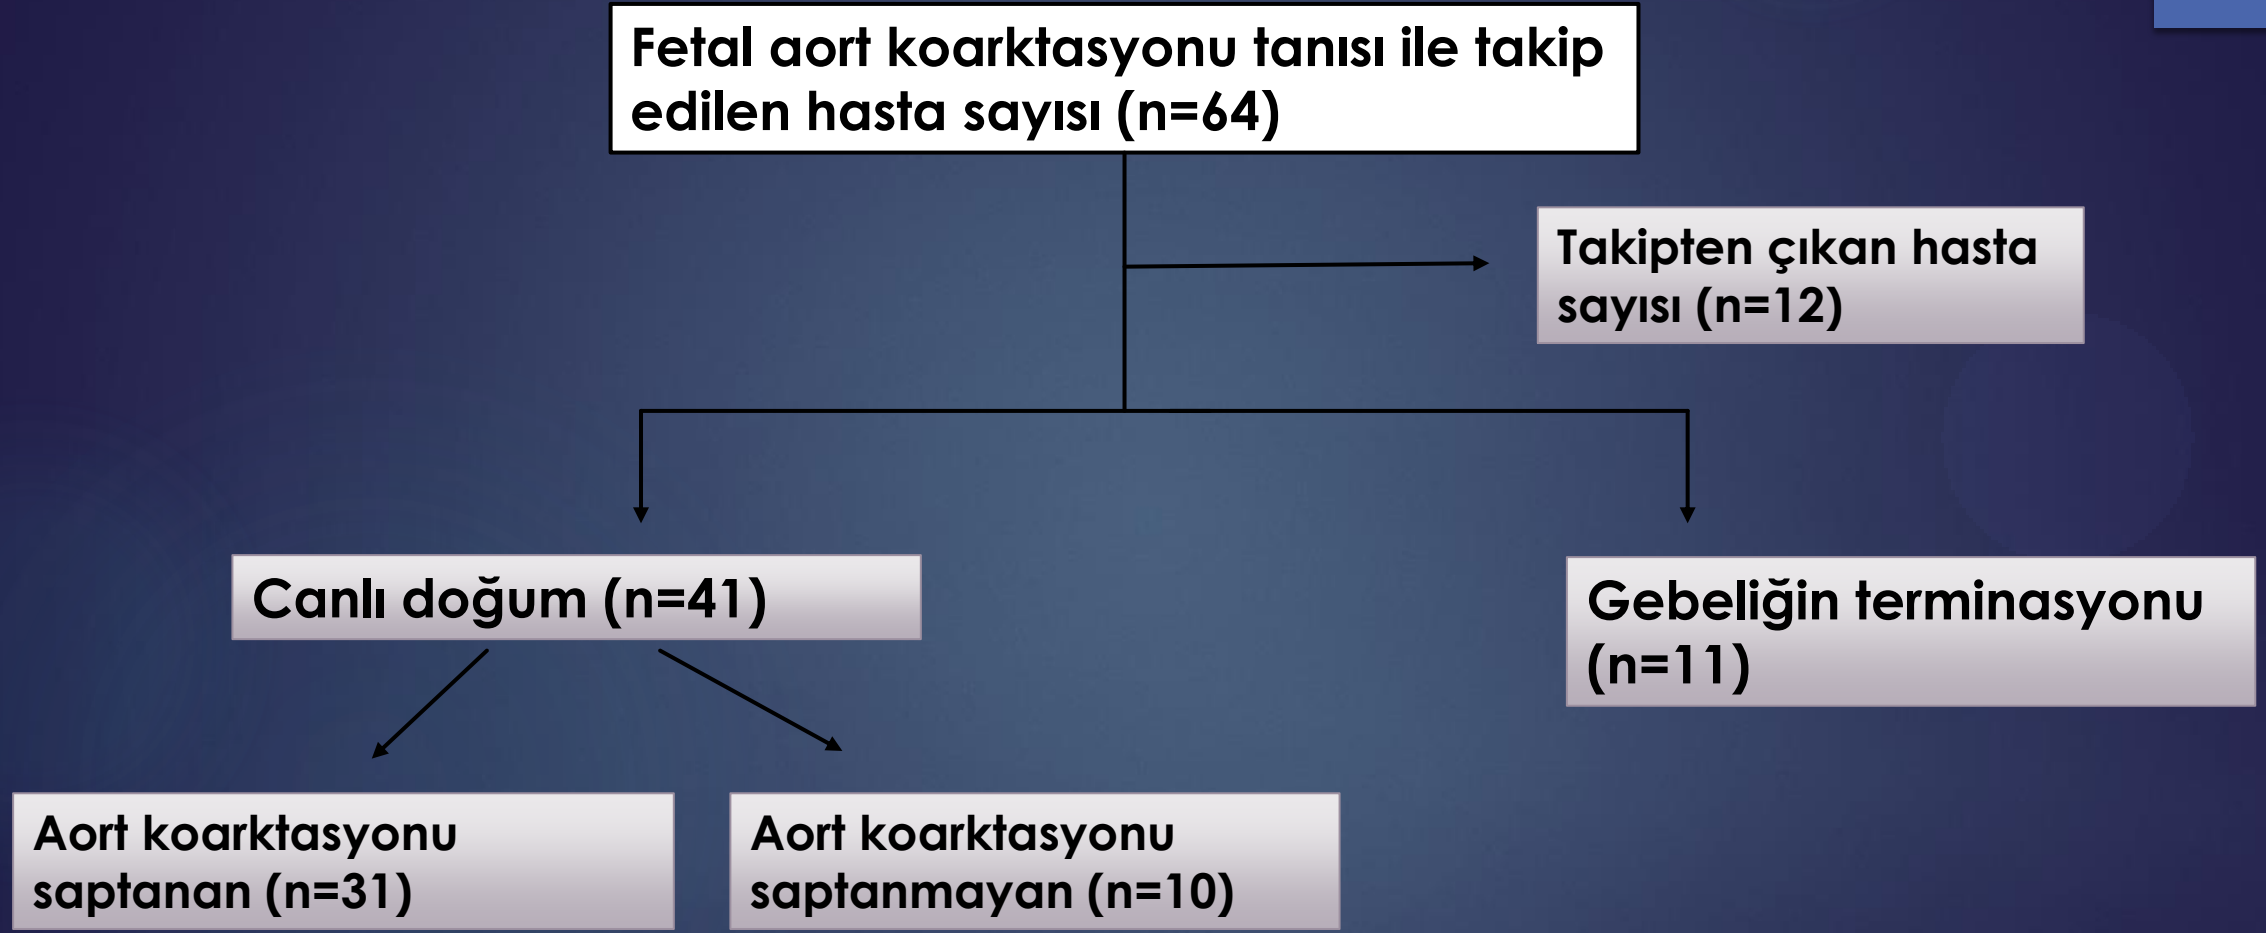 Fetal aort koarktasyonu tanısı ile takip
edilen hasta sayısı (n=64)
Takipten çıkan hasta
sayısı (n=12)
Canlı doğum (n=41)
Gebeliğin terminasyonu
(n=11)
Aort koarktasyonu
saptanan (n=31)
Aort koarktasyonu
saptanmayan (n=10)